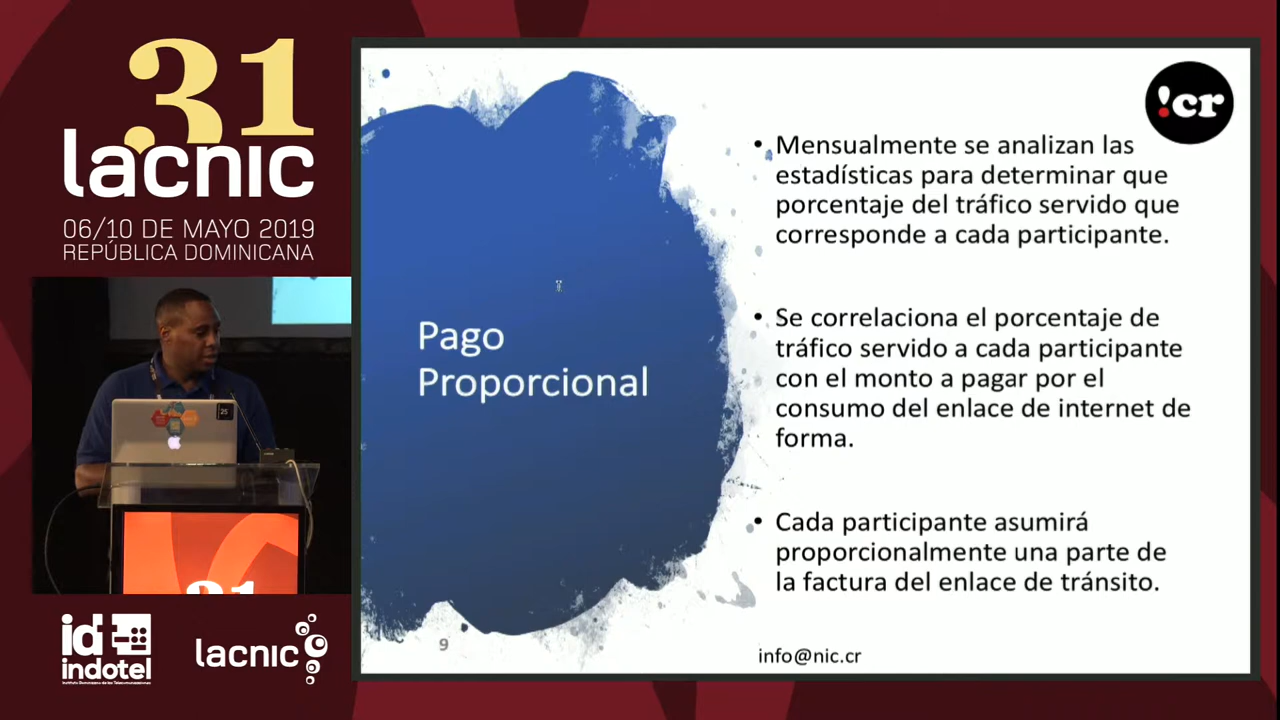 31
lacnic
06/10 DE MAYO 2019
REPÚBLICA DOMINICANA
25
31
id
indotel
lacnic
!cr
Pago
Proporcional
• Mensualmente se analizan las
estadísticas para determinar que
porcentaje del tráfico servido que
corresponde a cada participante.
• Se correlaciona el porcentaje de
tráfico servido a cada participante
con el monto a pagar por el
consumo del enlace de internet de
forma.
• Cada participante asumirá
proporcionalmente una parte de
la factura del enlace de tránsito.
9
info@nic.cr